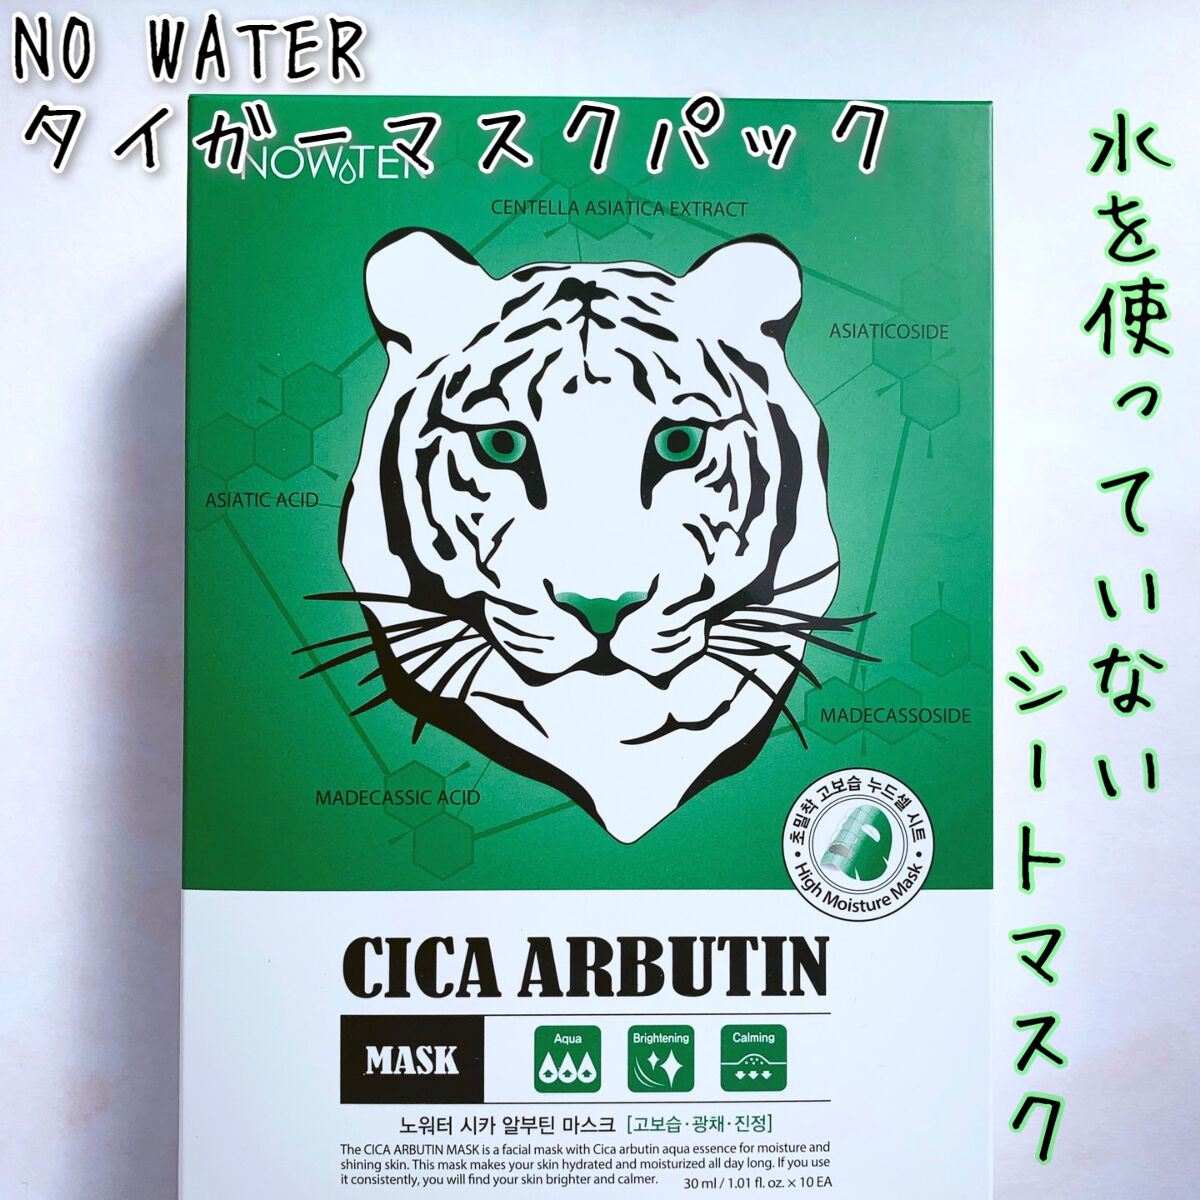 NO WATER
タイガーマスクパック
水を使っていない
シートマスク
NOWATER
CENTELLA ASIATICA EXTRACT
ASIATICOSIDE
ASIATIC ACID
MADECASSOSIDE
MADECASSIC ACID
초밀착 고보습 누드셀 시트
• High Moisture Mask •
CICA ARBUTIN
MASK
Aqua
Brightening
Calming
노워터 시카 알부틴 마스크 [고보습·광채·진정]
The CICA ARBUTIN MASK is a facial mask with Cica arbutin aqua essence for moisture and
shining skin. This mask makes your skin hydrated and moisturized all day long. If you use
it consistently, you will find your skin brighter and calmer.
30 ml / 1.01 fl. oz. × 10 EA